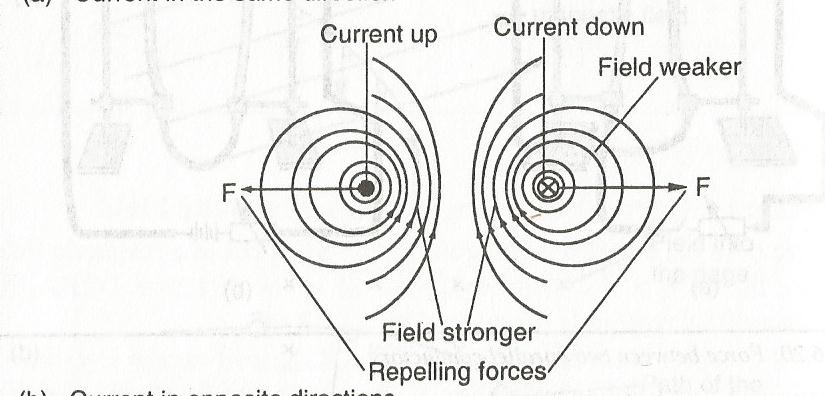 (a) Current in the same direction
Current up
Current down
Field weaker
F
F
Field stronger
Repelling forces
(b) Current in opposite directions